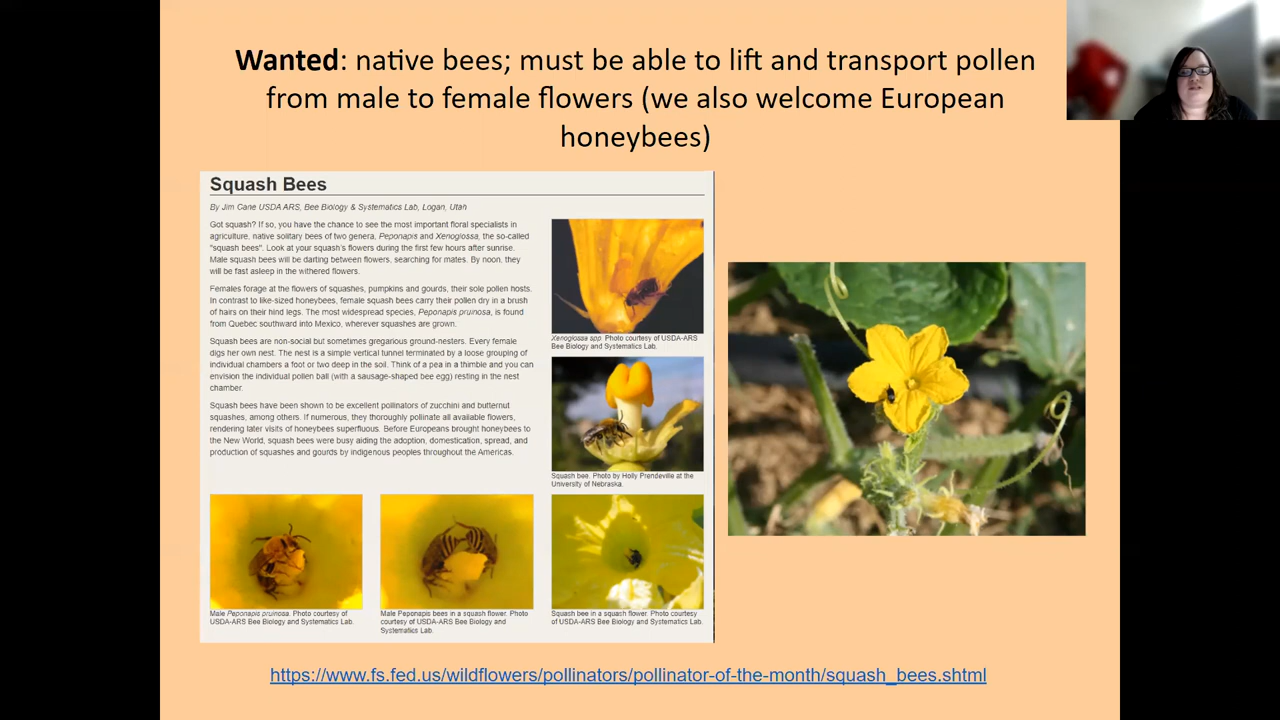 Wanted: native bees; must be able to lift and transport pollen
from male to female flowers (we also welcome European
honeybees)
Squash Bees
By Jim Cane USDA ARS, Bee Biology & Systematics Lab, Logan, Utah
Got squash? If so, you have the chance to see the most important floral specialists in
agriculture, native solitary bees of two genera, Peponapis and Xenoglossa, the so-called
"squash bees". Look at your squash's flowers during the first few hours after sunrise.
Male squash bees will be darting between flowers, searching for mates. By noon, they
will be fast asleep in the withered flowers.
Females forage at the flowers of squashes, pumpkins and gourds, their sole pollen hosts.
In contrast to like-sized honeybees, female squash bees carry their pollen dry in a brush
of hairs on their hind legs. The most widespread species, Peponapis pruinosa, is found
from Quebec southward into Mexico, wherever squashes are grown.
Squash bees are non-social but sometimes gregarious ground-nesters. Every female
digs her own nest. The nest is a simple vertical tunnel terminated by a loose grouping of
individual chambers a foot or two deep in the soil. Think of a pea in a thimble and you can
envision the individual pollen ball (with a sausage-shaped bee egg) resting in the nest
chamber.
Squash bees have been shown to be excellent pollinators of zucchini and butternut
squashes, among others. If numerous, they thoroughly pollinate all available flowers,
rendering later visits of honeybees superfluous. Before Europeans brought honeybees to
the New World, squash bees were busy aiding the adoption, domestication, spread, and
production of squashes and gourds by indigenous peoples throughout the Americas.
Xenoglossa spp. Photo courtesy of USDA-ARS
Bee Biology and Systematics Lab.
Squash bee. Photo by Holly Prendeville at the
University of Nebraska.
Male Peponapis pruinosa. Photo courtesy of
USDA-ARS Bee Biology and Systematics Lab.
Male Peponapis bees in a squash flower. Photo
courtesy of USDA-ARS Bee Biology and
Systematics Lab.
Squash bee in a squash flower. Photo courtesy
of USDA-ARS Bee Biology and Systematics Lab.
https://www.fs.fed.us/wildflowers/pollinators/pollinator-of-the-month/squash_bees.shtml